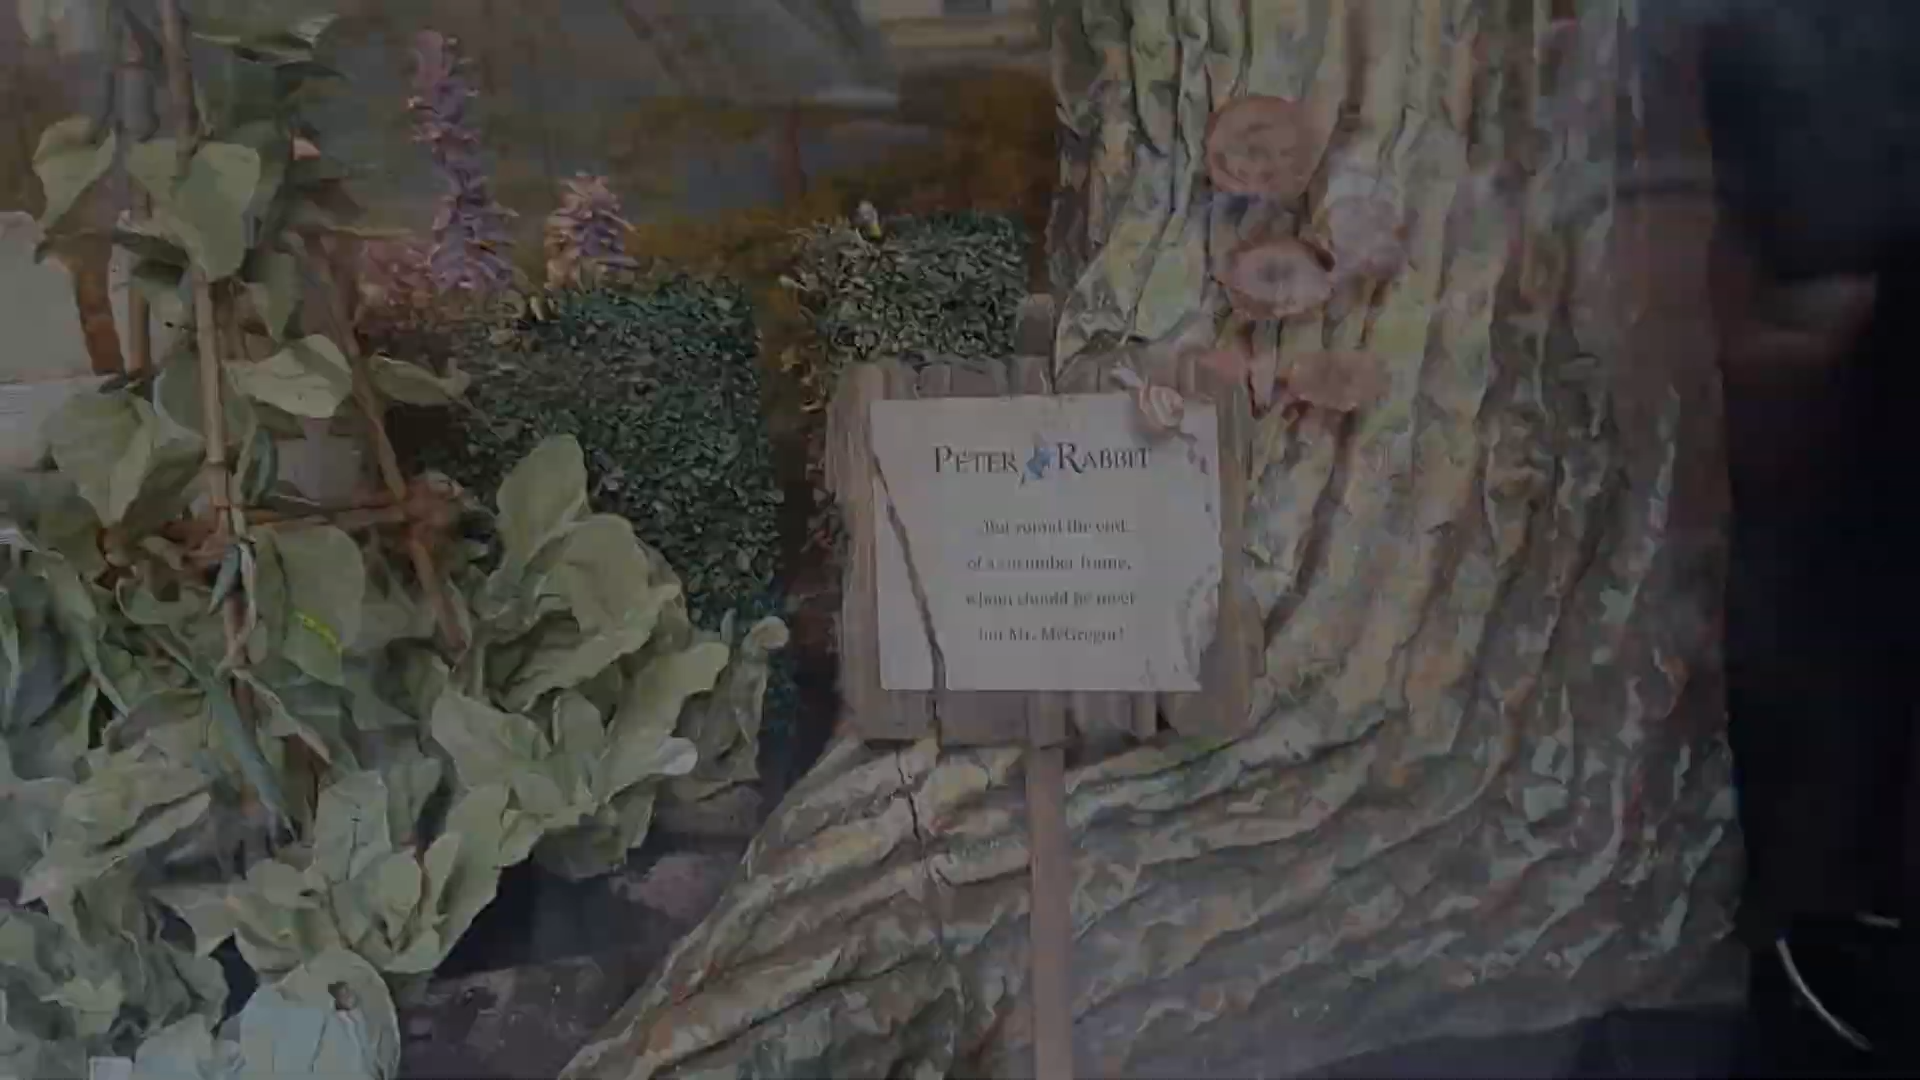 PETER RABBIT
But round the end
of a cucumber frame,
whom should he meet
but Mr. McGregor!